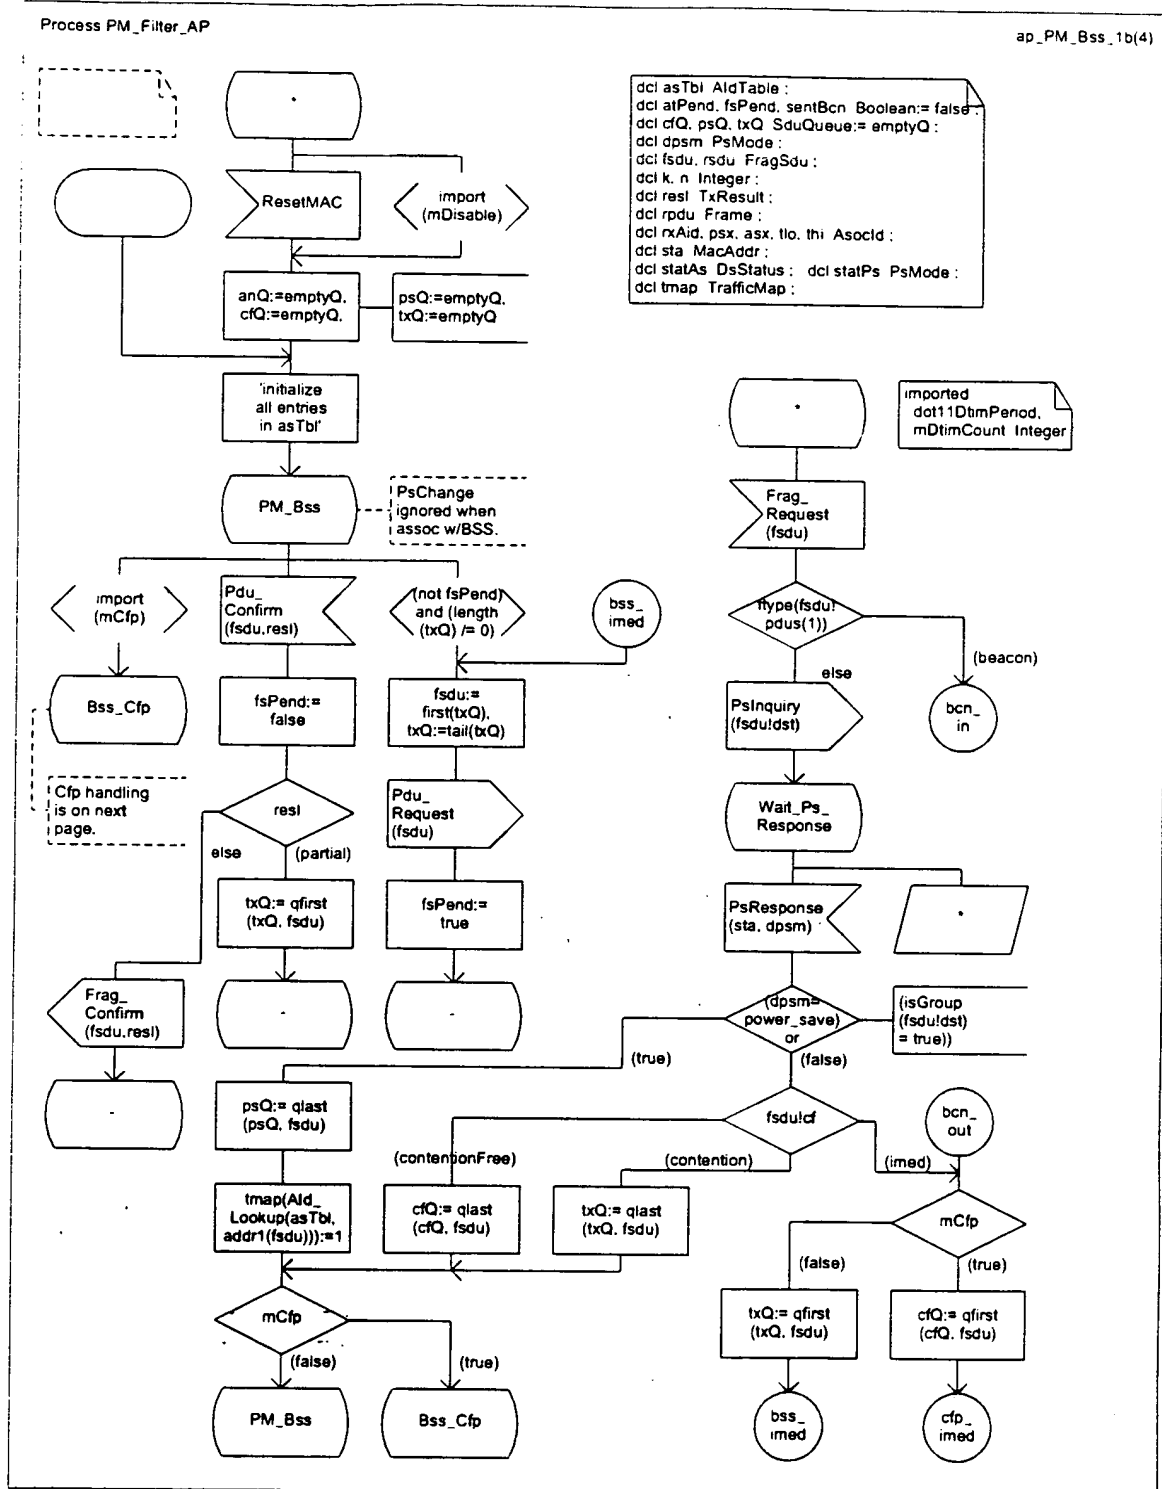 Process PM_Filter_AP
ap_PM_Bss_1b(4)
*
dcl asTbl AIdTable ;
dcl atPend, fsPend, sentBcn Boolean:= false ;
dcl cfQ, psQ, txQ SduQueue:= emptyQ ;
dcl dpsm PsMode ;
dcl fsdu, rsdu FragSdu ;
dcl k, n Integer ;
dcl resl TxResult ;
dcl rpdu Frame ;
dcl rxAid, psx, asx, tlo, thi AsocId ;
dcl sta MacAddr ;
dcl statAs DsStatus ; dcl statPs PsMode ;
dcl tmap TrafficMap ;
ResetMAC
import
(mDisable)
anQ:=emptyQ,
cfQ:=emptyQ,
psQ:=emptyQ,
txQ:=emptyQ
'initialize
all entries
in asTbl'
PM_Bss
PsChange
ignored when
assoc w/BSS.
import
(mCfp)
Pdu_
Confirm
(fsdu,resl)
(not fsPend)
and (length
(txQ) /= 0)
bss_
imed
Bss_Cfp
fsPend:=
false
fsdu:=
first(txQ),
txQ:=tail(txQ)
Cfp handling
is on next
page.
resl
Pdu_
Request
(fsdu)
else
(partial)
txQ:= qfirst
(txQ, fsdu)
fsPend:=
true
Frag_
Confirm
(fsdu,resl)
-
-
-
*
imported
dot11DtimPeriod,
mDtimCount Integer
Frag_
Request
(fsdu)
ftype(fsdu!
pdus(1))
(beacon)
else
PsInquiry
(fsdu!dst)
bcn_
in
Wait_Ps_
Response
PsResponse
(sta, dpsm)
*
(dpsm=
power_save)
or
(isGroup
(fsdu!dst)
= true))
(true)
(false)
psQ:= qlast
(psQ, fsdu)
fsdu!cf
bcn_
out
(contentionFree)
(contention)
(imed)
tmap(AId_
Lookup(asTbl,
addr1(fsdu))):=1
cfQ:= qlast
(cfQ, fsdu)
txQ:= qlast
(txQ, fsdu)
mCfp
(false)
(true)
mCfp
txQ:= qfirst
(txQ, fsdu)
cfQ:= qfirst
(cfQ, fsdu)
(false)
(true)
PM_Bss
Bss_Cfp
bss_
imed
cfp_
imed